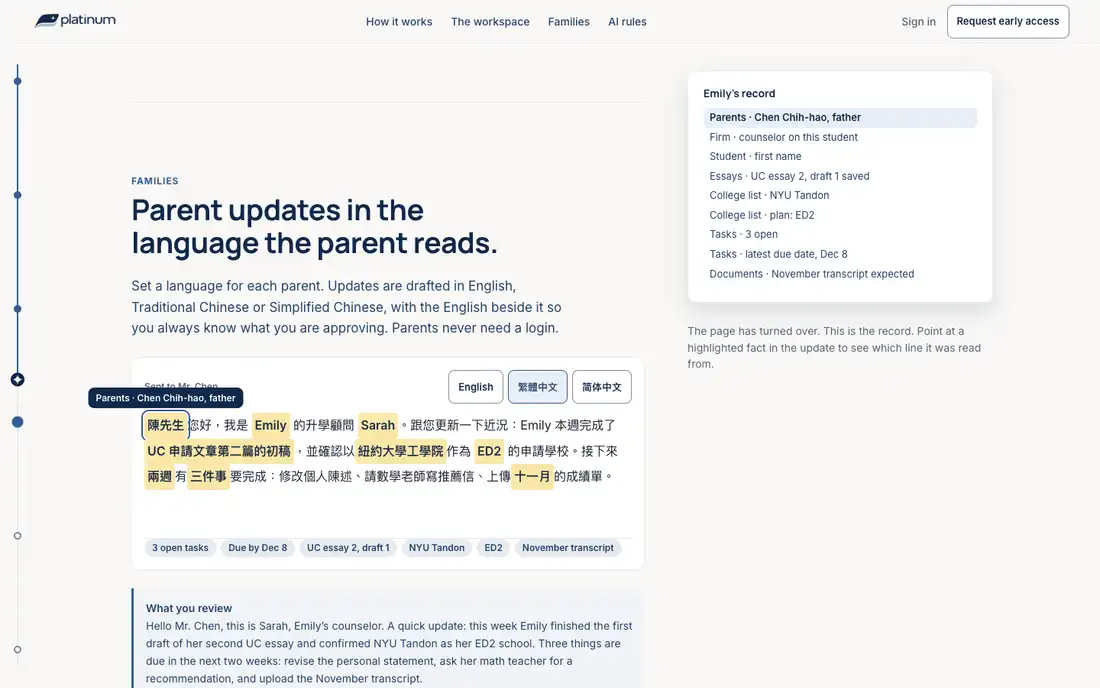 platinum
How it works
The workspace
Families
AI rules
Sign in
Request early access
FAMILIES
Parent updates in the
language the parent reads.
Set a language for each parent. Updates are drafted in English,
Traditional Chinese or Simplified Chinese, with the English beside it so
you always know what you are approving. Parents never need a login.
Sent to Mr. Chen
English
繁體中文
简体中文
Parents · Chen Chih-hao, father
陳先生您好，我是 Emily 的升學顧問 Sarah 。跟您更新一下近況：Emily 本週完成了
UC 申請文章第二篇的初稿 ，並確認以 紐約大學工學院 作為 ED2 的申請學校。接下來
兩週 有 三件事 要完成：修改個人陳述、請數學老師寫推薦信、上傳 十一月 的成績單。
3 open tasks
Due by Dec 8
UC essay 2, draft 1
NYU Tandon
ED2
November transcript
What you review
Hello Mr. Chen, this is Sarah, Emily’s counselor. A quick update: this week Emily finished the first
draft of her second UC essay and confirmed NYU Tandon as her ED2 school. Three things are
due in the next two weeks: revise the personal statement, ask her math teacher for a
recommendation, and upload the November transcript.
Emily’s record
Parents · Chen Chih-hao, father
Firm · counselor on this student
Student · first name
Essays · UC essay 2, draft 1 saved
College list · NYU Tandon
College list · plan: ED2
Tasks · 3 open
Tasks · latest due date, Dec 8
Documents · November transcript expected
The page has turned over. This is the record. Point at a
highlighted fact in the update to see which line it was read
from.